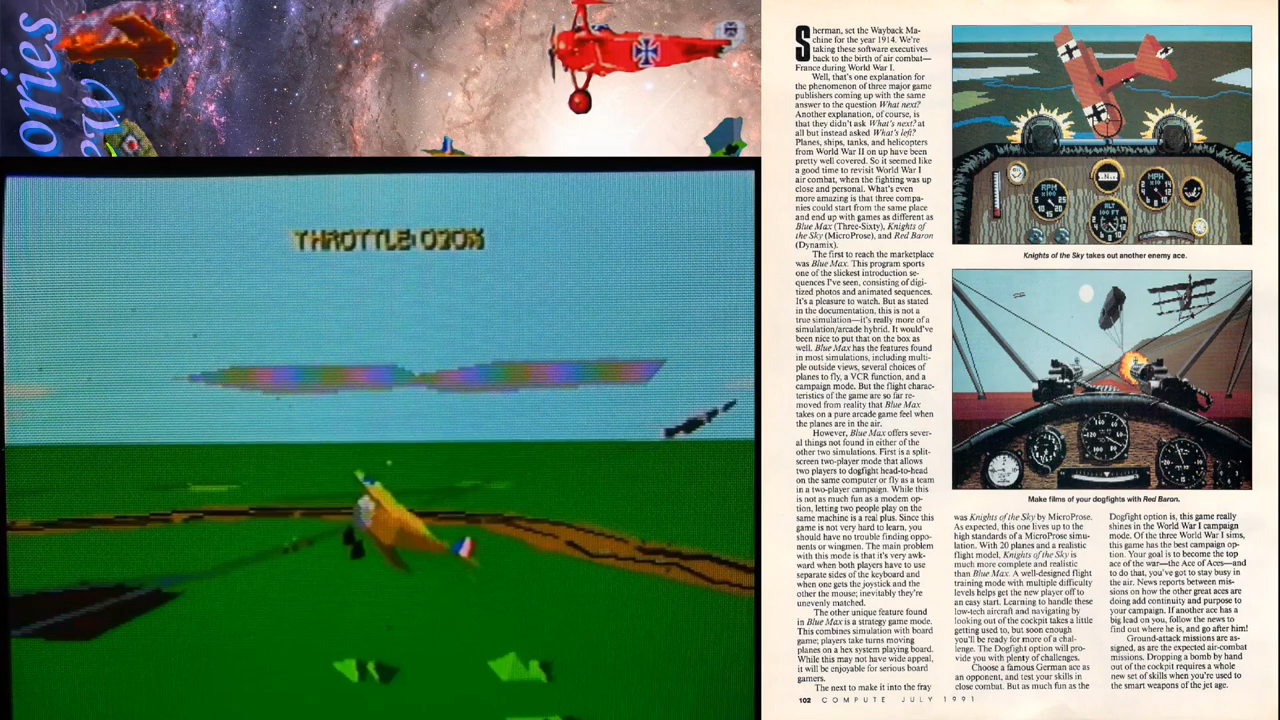 ories
THROTTLE: 020%
Sherman, set the Wayback Ma-
chine for the year 1914. We're
taking these software executives
back to the birth of air combat—
France during World War I.
Well, that's one explanation for
the phenomenon of three major game
publishers coming up with the same
answer to the question What next?
Another explanation, of course, is
that they didn't ask What's next? at
all but instead asked What's left?
Planes, ships, tanks, and helicopters
from World War II on up have been
pretty well covered. So it seemed like
a good time to revisit World War I
air combat, when the fighting was up
close and personal. What's even
more amazing is that three compa-
nies could start from the same place
and end up with games as different as
Blue Max (Three-Sixty), Knights of
the Sky (MicroProse), and Red Baron
(Dynamix).
The first to reach the marketplace
was Blue Max. This program sports
one of the slickest introduction se-
quences I've seen, consisting of digi-
tized photos and animated sequences.
It's a pleasure to watch. But as stated
in the documentation, this is not a
true simulation—it's really more of a
simulation/arcade hybrid. It would've
been nice to put that on the box as
well. Blue Max has the features found
in most simulations, including multi-
ple outside views, several choices of
planes to fly, a VCR function, and a
campaign mode. But the flight charac-
teristics of the game are so far re-
moved from reality that Blue Max
takes on a pure arcade game feel when
the planes are in the air.
However, Blue Max offers sever-
al things not found in either of the
other two simulations. First is a split-
screen two-player mode that allows
two players to dogfight head-to-head
on the same computer or fly as a team
in a two-player campaign. While this
is not as much fun as a modem op-
tion, letting two people play on the
same machine is a real plus. Since this
game is not very hard to learn, you
should have no trouble finding oppo-
nents or wingmen. The main problem
with this mode is that it's very awk-
ward when both players have to use
separate sides of the keyboard and
when one gets the joystick and the
other the mouse; inevitably they're
unevenly matched.
The other unique feature found
in Blue Max is a strategy game mode.
This combines simulation with board
game; players take turns moving
planes on a hex system playing board.
While this may not have wide appeal,
it will be enjoyable for serious board
gamers.
The next to make it into the fray
RPM
X100
MPH
X10
ALT
100 FT
Knights of the Sky takes out another enemy ace.
Make films of your dogfights with Red Baron.
was Knights of the Sky by MicroProse.
As expected, this one lives up to the
high standards of a MicroProse simu-
lation. With 20 planes and a realistic
flight model, Knights of the Sky is
much more complete and realistic
than Blue Max. A well-designed flight
training mode with multiple difficulty
levels helps get the new player off to
an easy start. Learning to handle these
low-tech aircraft and navigating by
looking out of the cockpit takes a little
getting used to, but soon enough
you'll be ready for more of a chal-
lenge. The Dogfight option will pro-
vide you with plenty of challenges.
Choose a famous German ace as
an opponent, and test your skills in
close combat. But as much fun as the
Dogfight option is, this game really
shines in the World War I campaign
mode. Of the three World War I sims,
this game has the best campaign op-
tion. Your goal is to become the top
ace of the war—the Ace of Aces—and
to do that, you've got to stay busy in
the air. News reports between mis-
sions on how the other great aces are
doing add continuity and purpose to
your campaign. If another ace has a
big lead on you, follow the news to
find out where he is, and go after him!
Ground-attack missions are as-
signed, as are the expected air-combat
missions. Dropping a bomb by hand
out of the cockpit requires a whole
new set of skills when you're used to
the smart weapons of the jet age.
102 COMPUTE JULY 1991